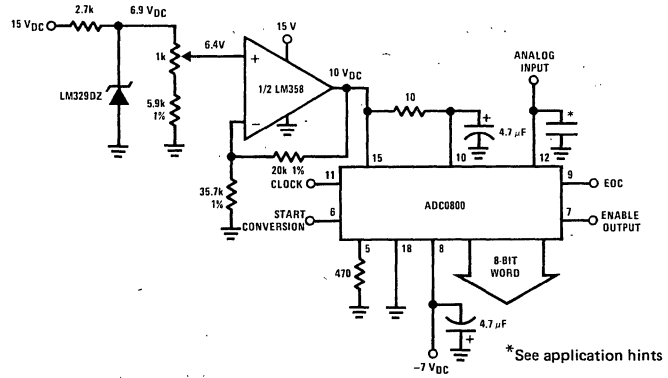 2.7k
6.9 VDC
15 VDC
1k
6.4V
15 V
+
1/2 LM358
−
10 VDC
ANALOG
INPUT
LM329DZ
5.9k
1%
10
+
4.7 µF
*
20k 1%
15
10
12
35.7k
1%
CLOCK
11
9
EOC
ADC0800
START
CONVERSION
6
7
ENABLE
OUTPUT
5
18
8
8-BIT
WORD
470
4.7 µF
+
−7 VDC
*See application hints